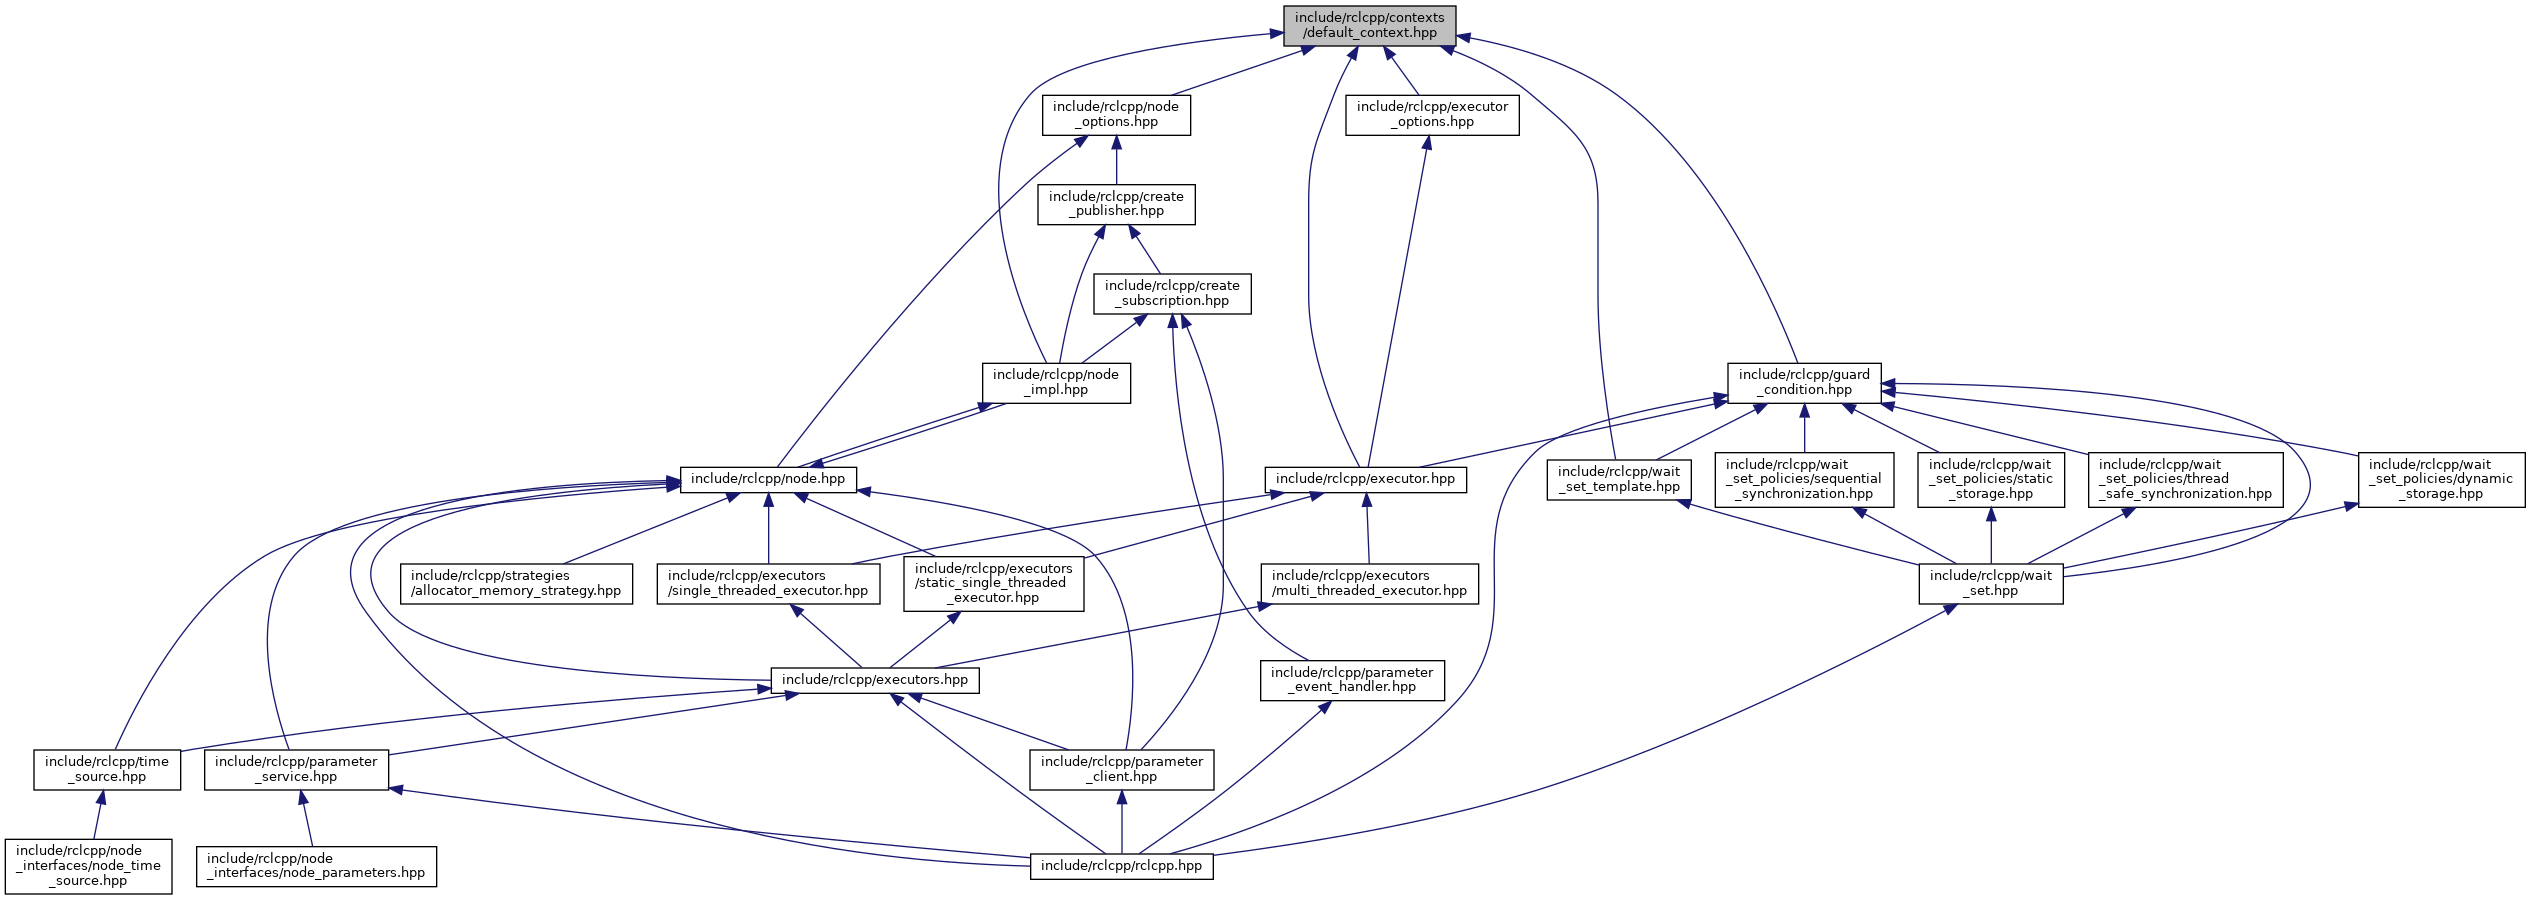 include/rclcpp/contexts
/default_context.hpp
include/rclcpp/node
_options.hpp
include/rclcpp/executor
_options.hpp
include/rclcpp/create
_publisher.hpp
include/rclcpp/create
_subscription.hpp
include/rclcpp/node
_impl.hpp
include/rclcpp/guard
_condition.hpp
include/rclcpp/node.hpp
include/rclcpp/executor.hpp
include/rclcpp/wait
_set_template.hpp
include/rclcpp/wait
_set_policies/sequential
_synchronization.hpp
include/rclcpp/wait
_set_policies/static
_storage.hpp
include/rclcpp/wait
_set_policies/thread
_safe_synchronization.hpp
include/rclcpp/wait
_set_policies/dynamic
_storage.hpp
include/rclcpp/strategies
/allocator_memory_strategy.hpp
include/rclcpp/executors
/single_threaded_executor.hpp
include/rclcpp/executors
/static_single_threaded
_executor.hpp
include/rclcpp/executors
/multi_threaded_executor.hpp
include/rclcpp/wait
_set.hpp
include/rclcpp/executors.hpp
include/rclcpp/parameter
_event_handler.hpp
include/rclcpp/time
_source.hpp
include/rclcpp/parameter
_service.hpp
include/rclcpp/parameter
_client.hpp
include/rclcpp/node
_interfaces/node_time
_source.hpp
include/rclcpp/node
_interfaces/node_parameters.hpp
include/rclcpp/rclcpp.hpp